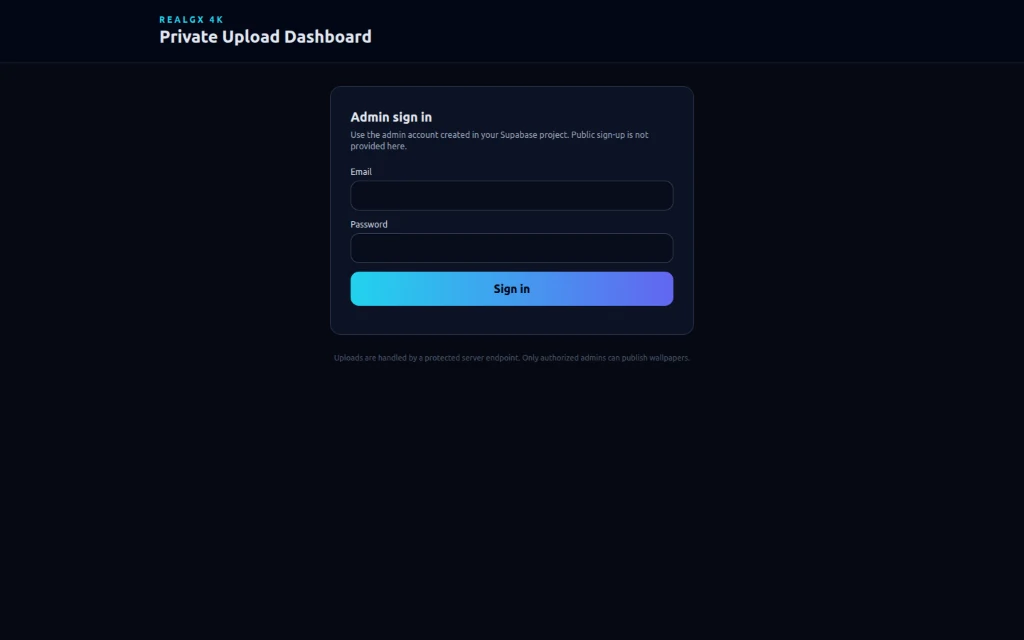 REALGX 4K
Private Upload Dashboard
Admin sign in
Use the admin account created in your Supabase project. Public sign-up is not
provided here.
Email
Password
Sign in
Uploads are handled by a protected server endpoint. Only authorized admins can publish wallpapers.